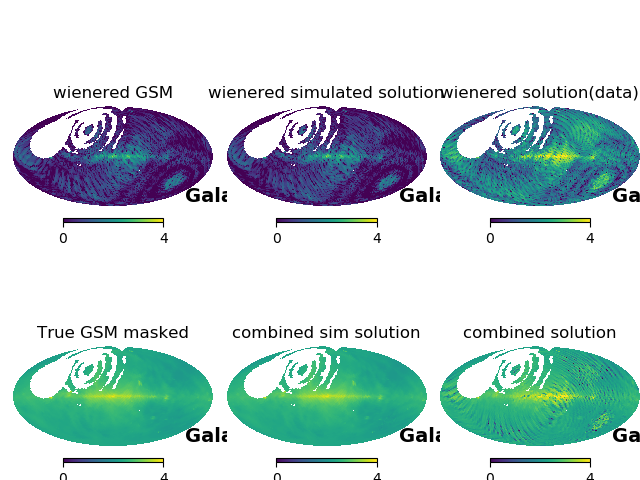 wienered GSM
wienered simulated solution
wienered solution(data)
Gala
Gala
Ga
0 4
0 4
0 4
True GSM masked
combined sim solution
combined solution
Gala
Gala
Ga
0 4
0 4
0 4